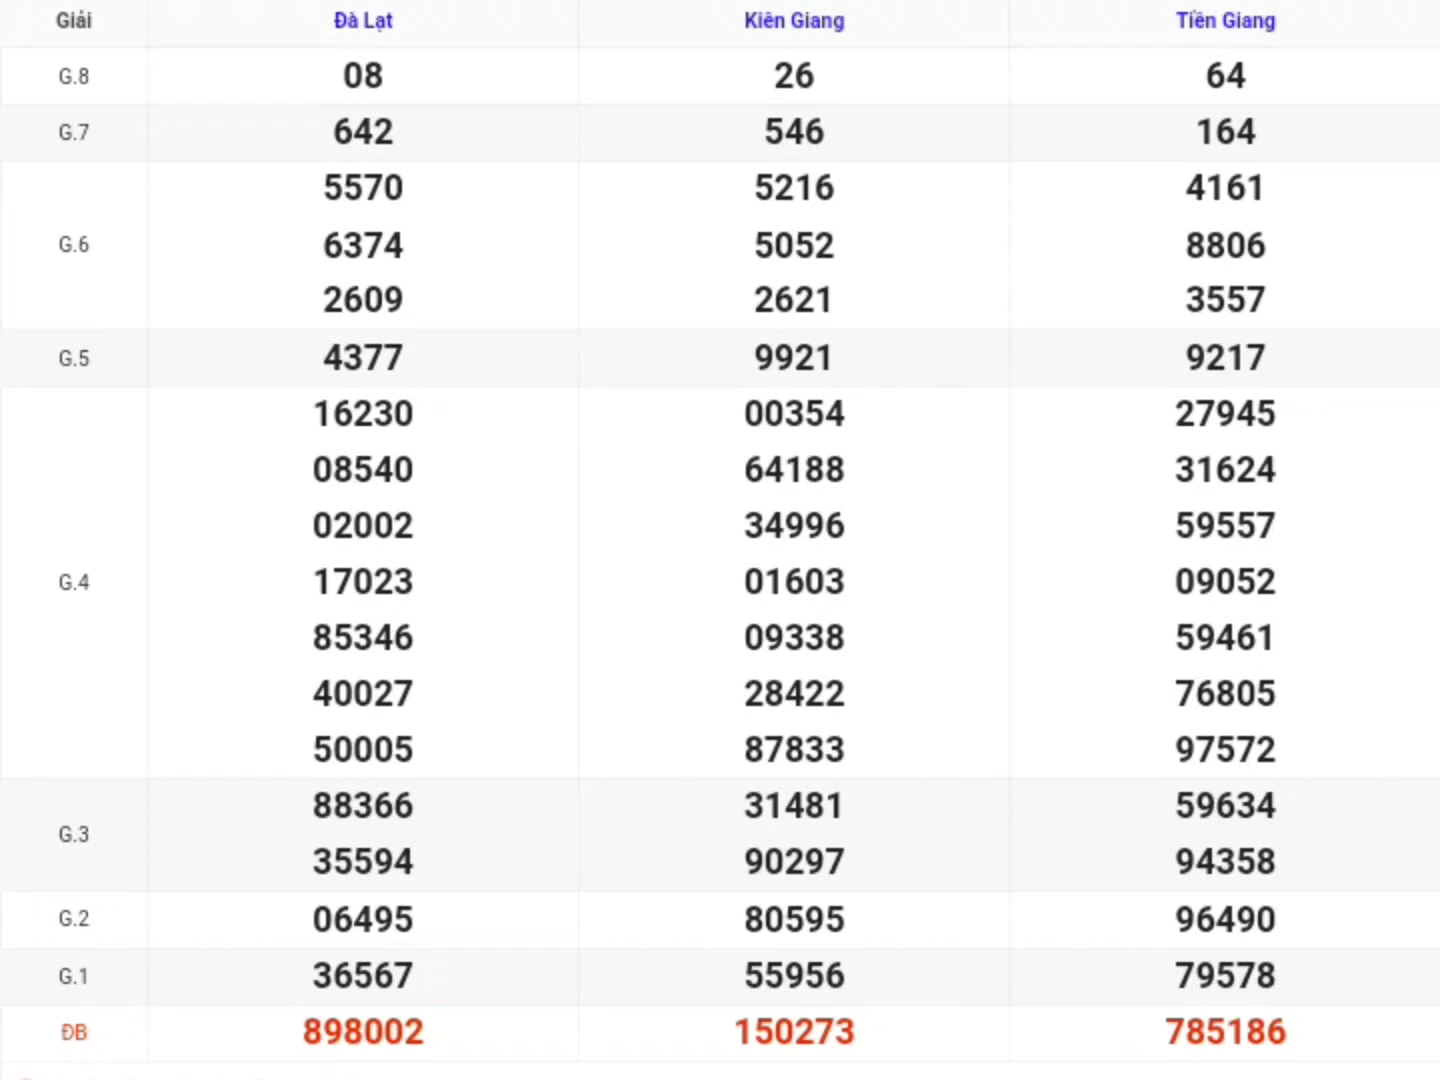 Giải Đà Lạt Kiên Giang Tiền Giang
G.8 08 26 64
G.7 642 546 164
5570 5216 4161
G.6 6374 5052 8806
2609 2621 3557
G.5 4377 9921 9217
16230 00354 27945
08540 64188 31624
02002 34996 59557
G.4 17023 01603 09052
85346 09338 59461
40027 28422 76805
50005 87833 97572
G.3 88366 31481 59634
35594 90297 94358
G.2 06495 80595 96490
G.1 36567 55956 79578
ĐB 898002 150273 785186